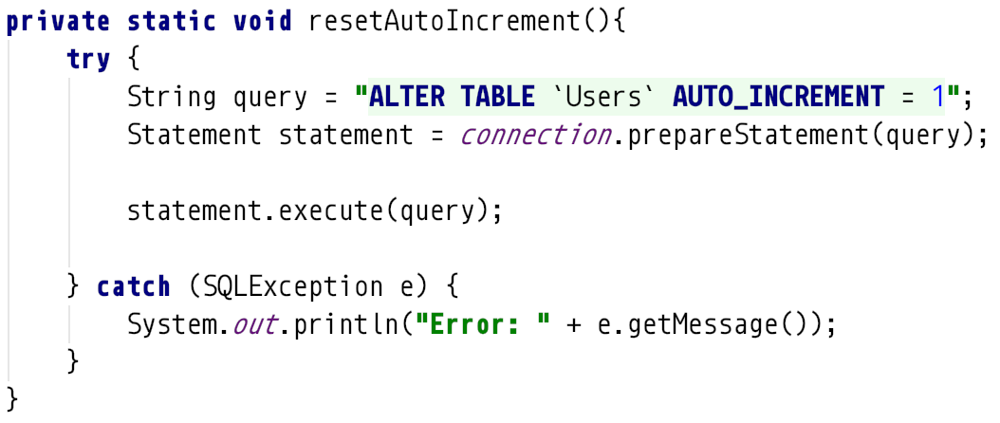 private static void resetAutoIncrement(){
    try {
        String query = "ALTER TABLE `Users` AUTO_INCREMENT = 1";
        Statement statement = connection.prepareStatement(query);

        statement.execute(query);

    } catch (SQLException e) {
        System.out.println("Error: " + e.getMessage());
    }
}